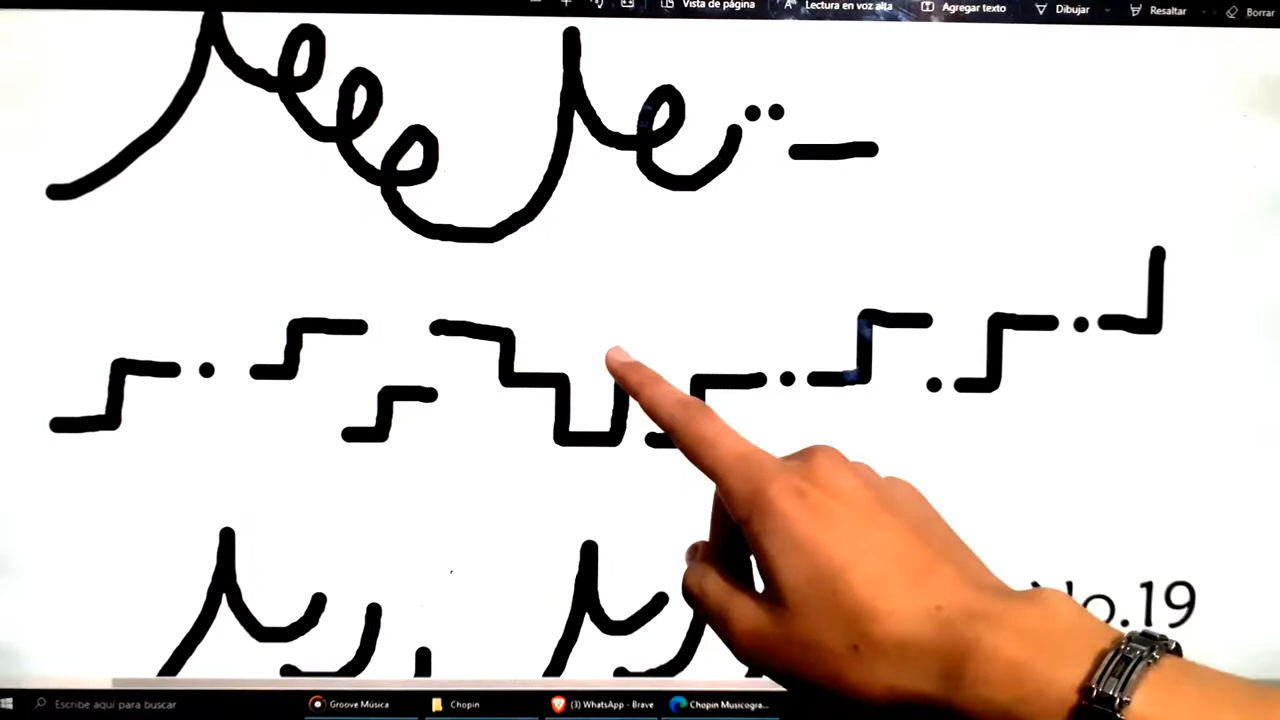 Vista de página Lectura en voz alta Agregar texto Dibujar Resaltar Borrar
No.19
Escribe aquí para buscar Groove Música Chopin (3) WhatsApp - Brave Chopin Musicogra...